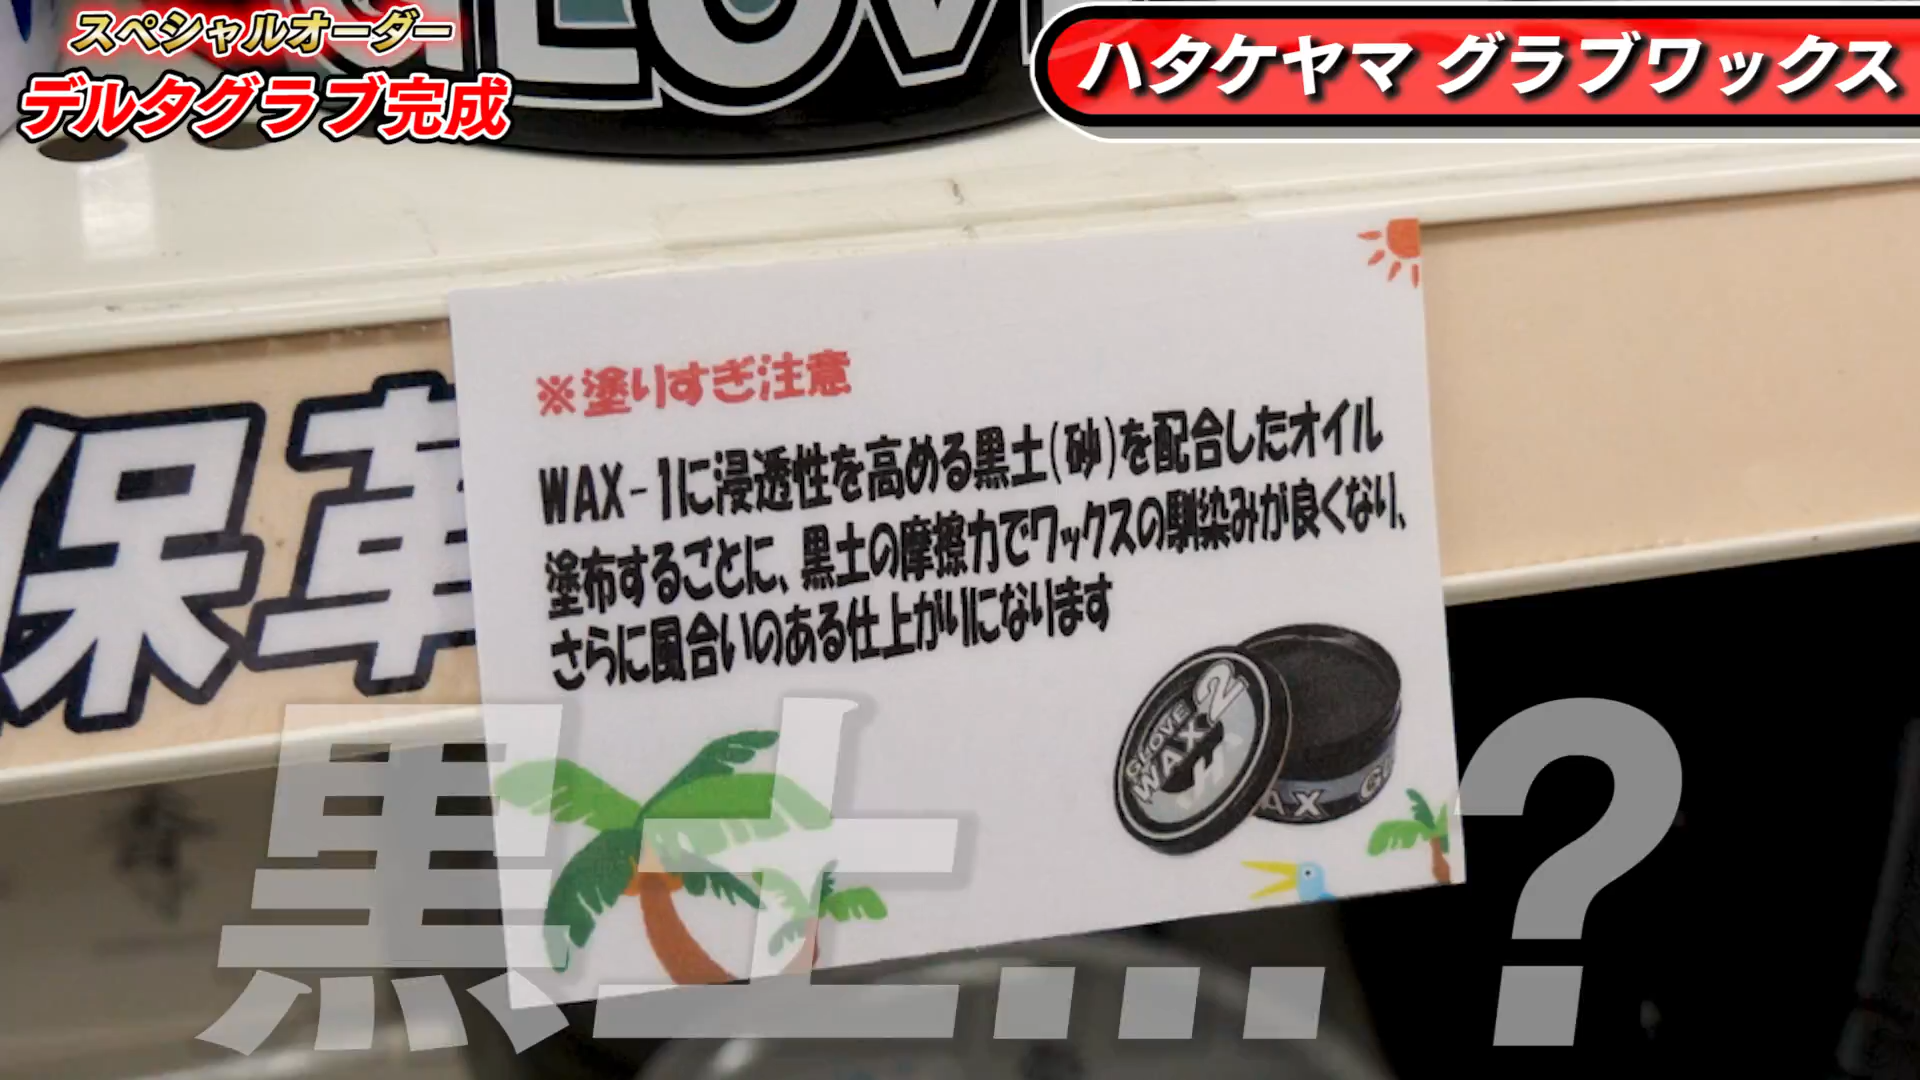 スペシャルオーダー
デルタグラブ完成
ハタケヤマ グラブワックス
※塗りすぎ注意
WAX-1に浸透性を高める黒土(砂)を配合したオイル
塗布するごとに、黒土の摩擦力でワックスの馴染みが良くなり、
さらに風合いのある仕上がりになります
保革
GLOVE
WAX
2
H
AX G
黒土...?